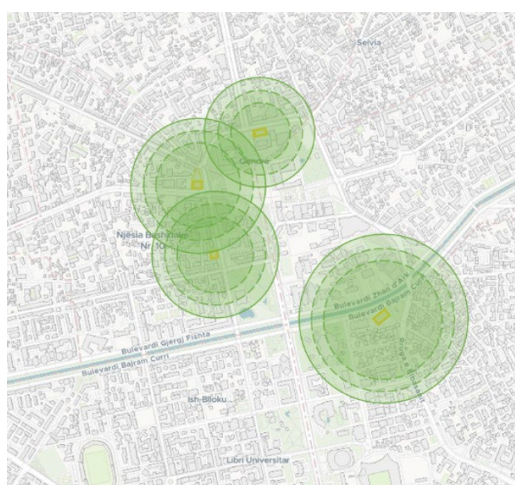 Selvia
Njësia Bashkiake
Nr. 10
Bulevardi Zhan d'Ark
Bulevardi Bajram Curri
Bulevardi Gjergj Fishta
Bulevardi Bajram Curri
Ish-Blloku
Libri Universitar